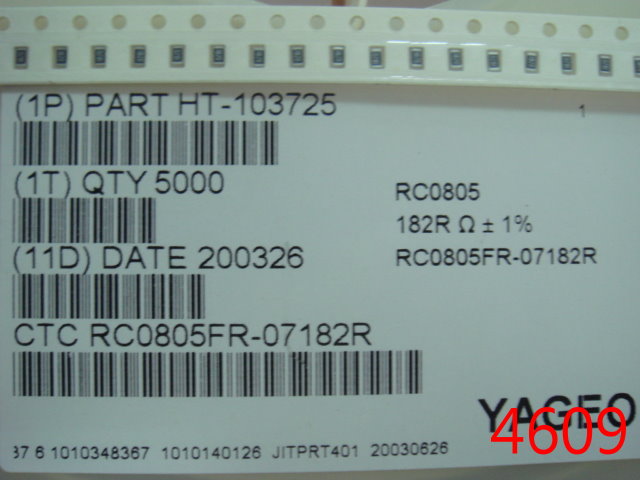 (1P) PART HT-103725
1
(1T) QTY 5000
RC0805
182R Ω ± 1%
(11D) DATE 200326
RC0805FR-07182R
CTC RC0805FR-07182R
YAGEO
4609
37 6 1010348367 1010140126 JITPRT401 20030626